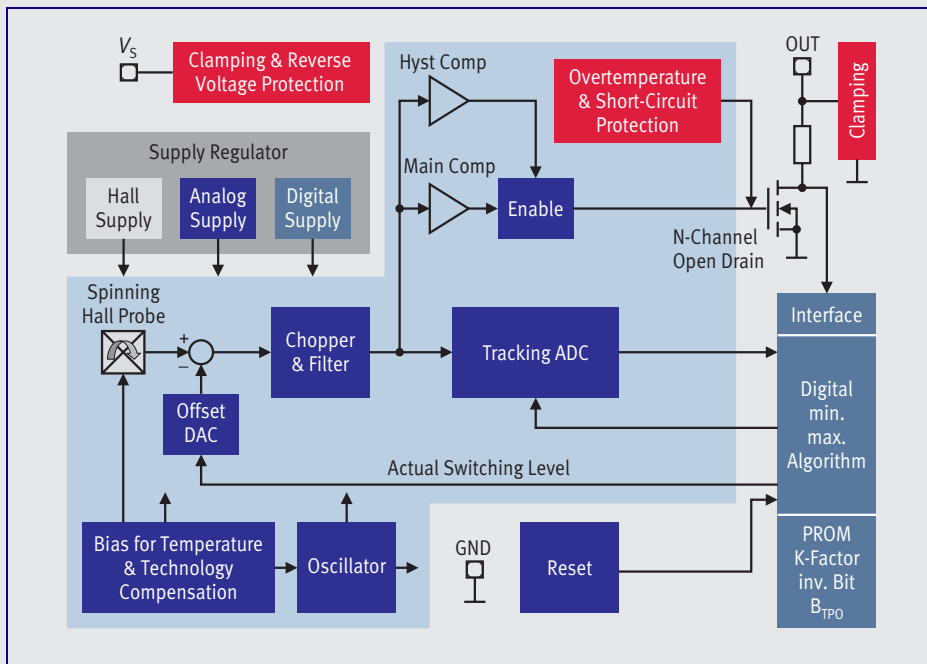 V_S
Clamping & Reverse
Voltage Protection
Hyst Comp
Overtemperature
& Short-Circuit
Protection
OUT
Clamping
Supply Regulator
Hall
Supply
Analog
Supply
Digital
Supply
Main Comp
Enable
N-Channel
Open Drain
Spinning
Hall Probe
+
−
Chopper
& Filter
Tracking ADC
Interface
Digital
min.
max.
Algorithm
Offset
DAC
Actual Switching Level
Bias for Temperature
& Technology
Compensation
Oscillator
GND
Reset
PROM
K-Factor
inv. Bit
B_TPO